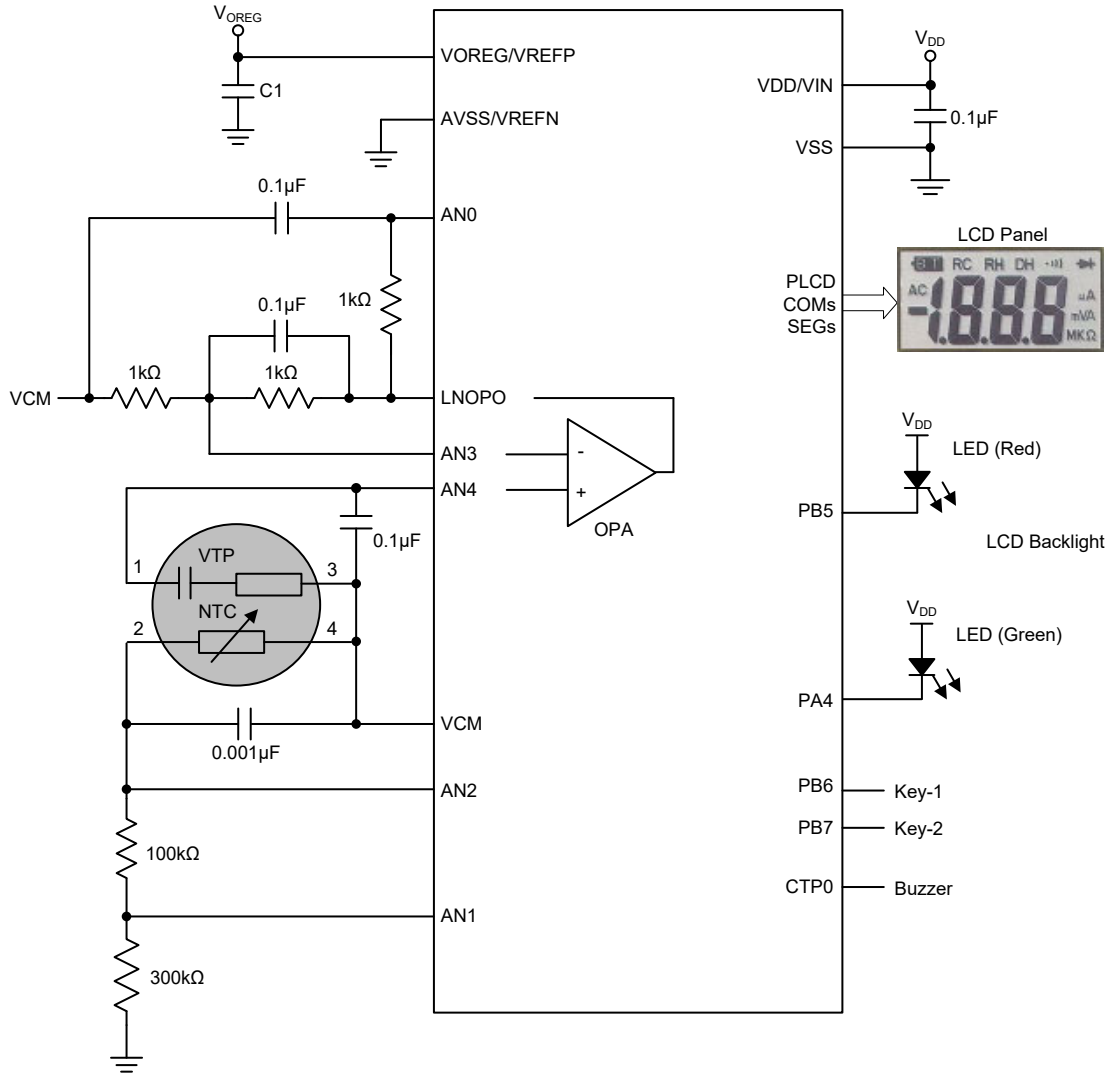 VOREG
VOREG/VREFP
C1
AVSS/VREFN
0.1µF
AN0
1kΩ
0.1µF
1kΩ
1kΩ
VCM
LNOPO
AN3
-
+
OPA
AN4
0.1µF
1
VTP
3
2
NTC
4
VCM
0.001µF
AN2
100kΩ
AN1
300kΩ
VDD
VDD/VIN
0.1µF
VSS
LCD Panel
PLCD
COMs
SEGs
BT RC RH DH
AC
-1.8.8.8
µA
mVA
MKΩ
VDD
LED (Red)
PB5
LCD Backlight
VDD
LED (Green)
PA4
PB6
Key-1
PB7
Key-2
CTP0
Buzzer